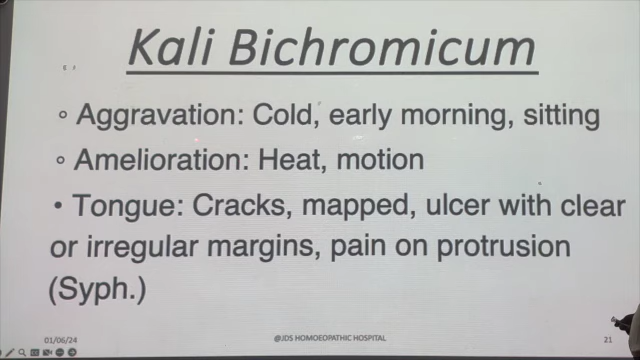 Kali Bichromicum
◦ Aggravation: Cold, early morning, sitting
◦ Amelioration: Heat, motion
• Tongue: Cracks, mapped, ulcer with clear
or irregular margins, pain on protrusion
(Syph.)
01/06/24 @JDS HOMOEOPATHIC HOSPITAL 21